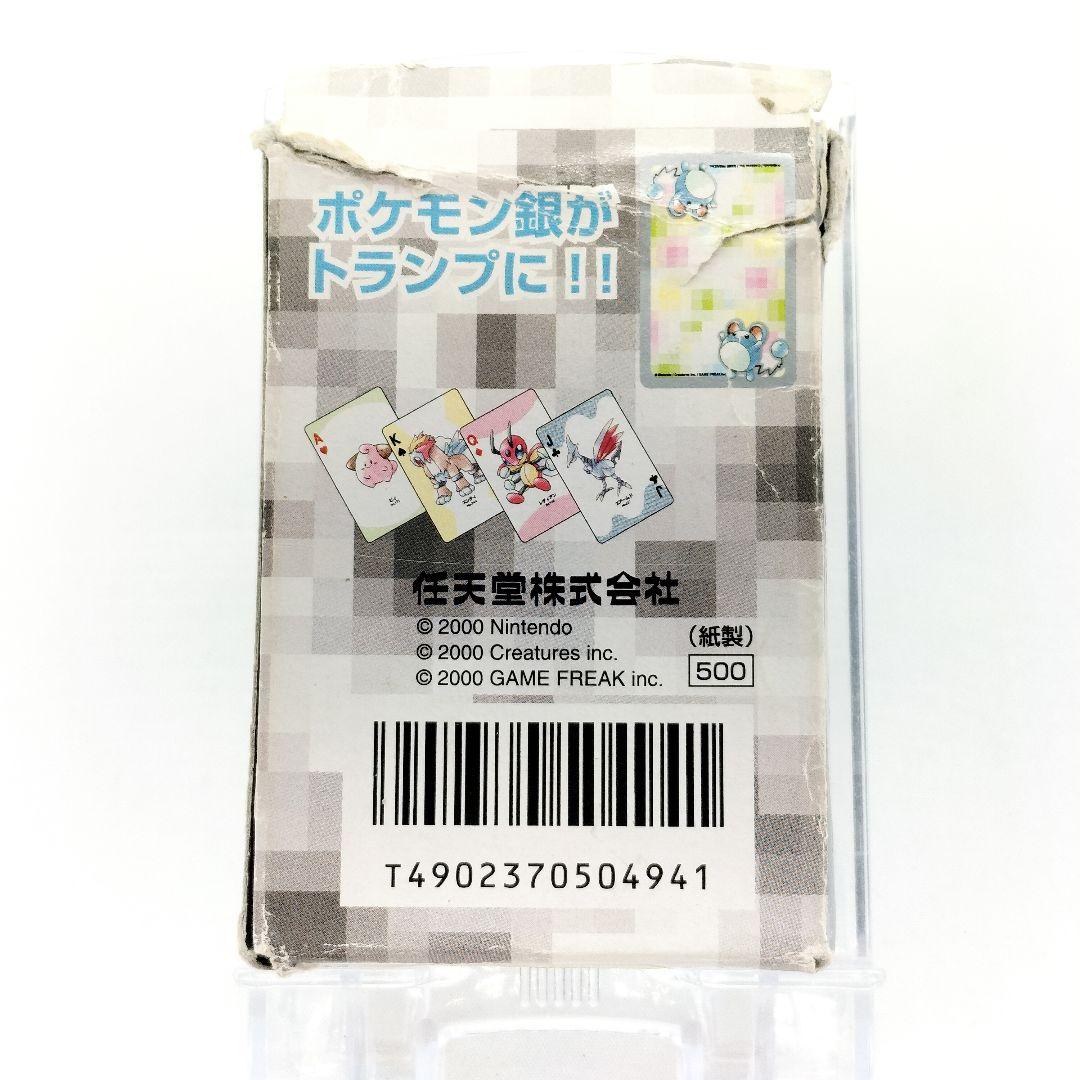 ポケモン銀が
トランプに!!
A
K
Q
J
J
任天堂株式会社
© 2000 Nintendo
© 2000 Creatures inc.
© 2000 GAME FREAK inc.
(紙製)
500
T4902370504941